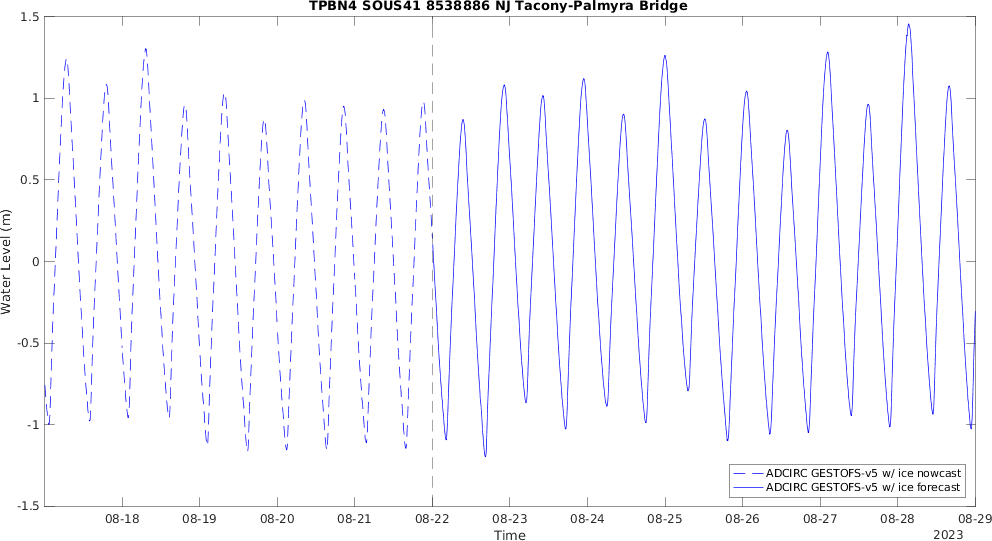 TPBN4 SOUS41 8538886 NJ Tacony-Palmyra Bridge
1.5
1
0.5
0
-0.5
-1
-1.5
Water Level (m)
ADCIRC GESTOFS-v5 w/ ice nowcast
ADCIRC GESTOFS-v5 w/ ice forecast
08-18 08-19 08-20 08-21 08-22 08-23 08-24 08-25 08-26 08-27 08-28 08-29
Time
2023